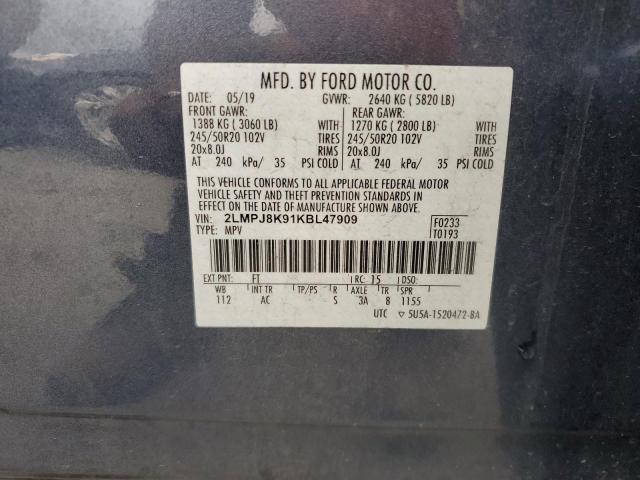 MFD. BY FORD MOTOR CO.
DATE: 05/19 GVWR: 2640 KG ( 5820 LB)
FRONT GAWR: REAR GAWR:
1388 KG ( 3060 LB) WITH 1270 KG ( 2800 LB) WITH
245/50R20 102V TIRES 245/50R20 102V TIRES
20x8.0J RIMS 20x8.0J RIMS
AT 240 kPa/ 35 PSI COLD AT 240 kPa/ 35 PSI COLD
THIS VEHICLE CONFORMS TO ALL APPLICABLE FEDERAL MOTOR
VEHICLE SAFETY AND THEFT PREVENTION STANDARDS IN
EFFECT ON THE DATE OF MANUFACTURE SHOWN ABOVE.
VIN: 2LMPJ8K91KBL47909 F0233
TYPE: MPV T0193
EXT PNT: FT RC: 15 DSO:
WB INT TR TP/PS R AXLE TR SPR
112 AC S 3A 8 1155
UTC ▽ 5U5A-1520472-BA